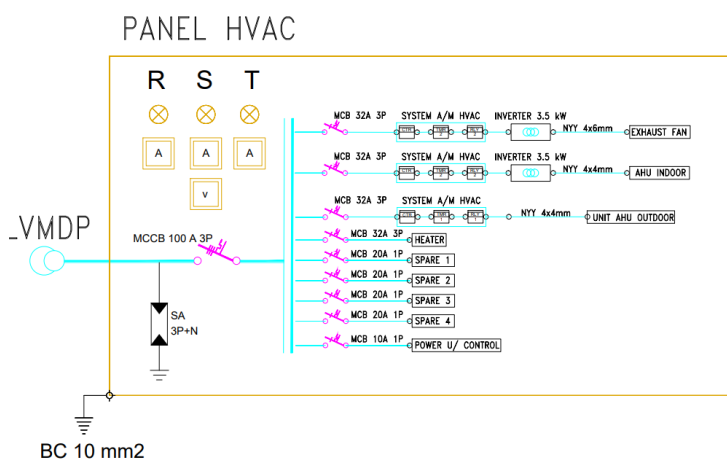 PANEL HVAC
R S T
A A A
v
_VMDP
MCCB 100 A 3P
SA
3P+N
BC 10 mm2
MCB 32A 3P SYSTEM A/M HVAC INVERTER 3.5 kW NYY 4x6mm EXHAUST FAN
MCB 32A 3P SYSTEM A/M HVAC INVERTER 3.5 kW NYY 4x4mm AHU INDOOR
MCB 32A 3P SYSTEM A/M HVAC NYY 4x4mm UNIT AHU OUTDOOR
MCB 32A 3P HEATER
MCB 20A 1P SPARE 1
MCB 20A 1P SPARE 2
MCB 20A 1P SPARE 3
MCB 20A 1P SPARE 4
MCB 10A 1P POWER U/ CONTROL